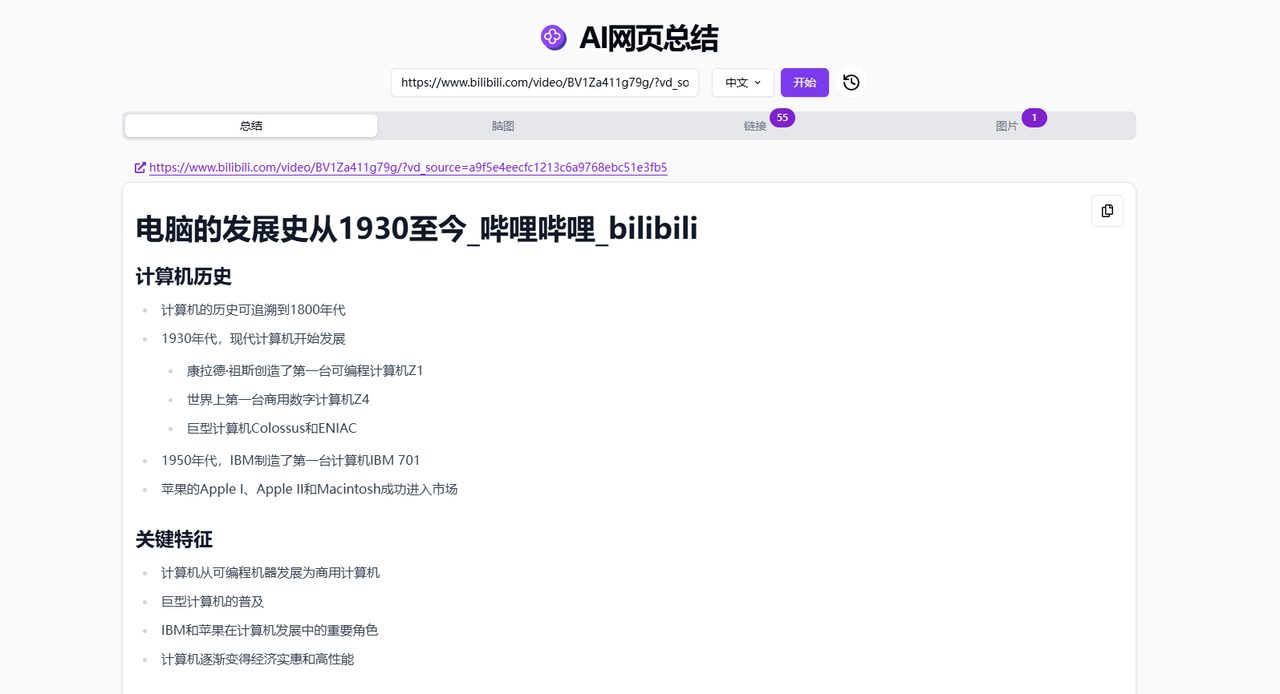 AI网页总结
https://www.bilibili.com/video/BV1Za411g79g/?vd_so
中文
开始
总结
脑图
链接 55
图片 1
https://www.bilibili.com/video/BV1Za411g79g/?vd_source=a9f5e4eecfc1213c6a9768ebc51e3fb5
电脑的发展史从1930至今_哔哩哔哩_bilibili
计算机历史
计算机的历史可追溯到1800年代
1930年代，现代计算机开始发展
康拉德·祖斯创造了第一台可编程计算机Z1
世界上第一台商用数字计算机Z4
巨型计算机Colossus和ENIAC
1950年代，IBM制造了第一台计算机IBM 701
苹果的Apple I、Apple II和Macintosh成功进入市场
关键特征
计算机从可编程机器发展为商用计算机
巨型计算机的普及
IBM和苹果在计算机发展中的重要角色
计算机逐渐变得经济实惠和高性能